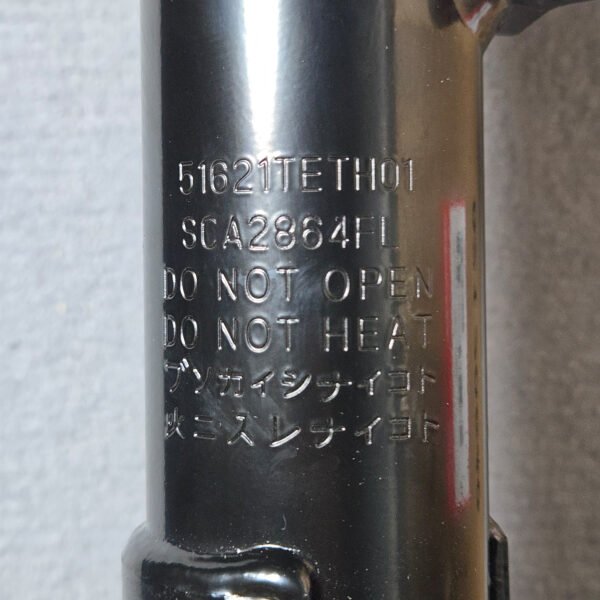 51621TETH01
SCA2864FL
DO NOT OPEN
DO NOT HEAT
ブンカイシナイコト
火ニイレナイコト